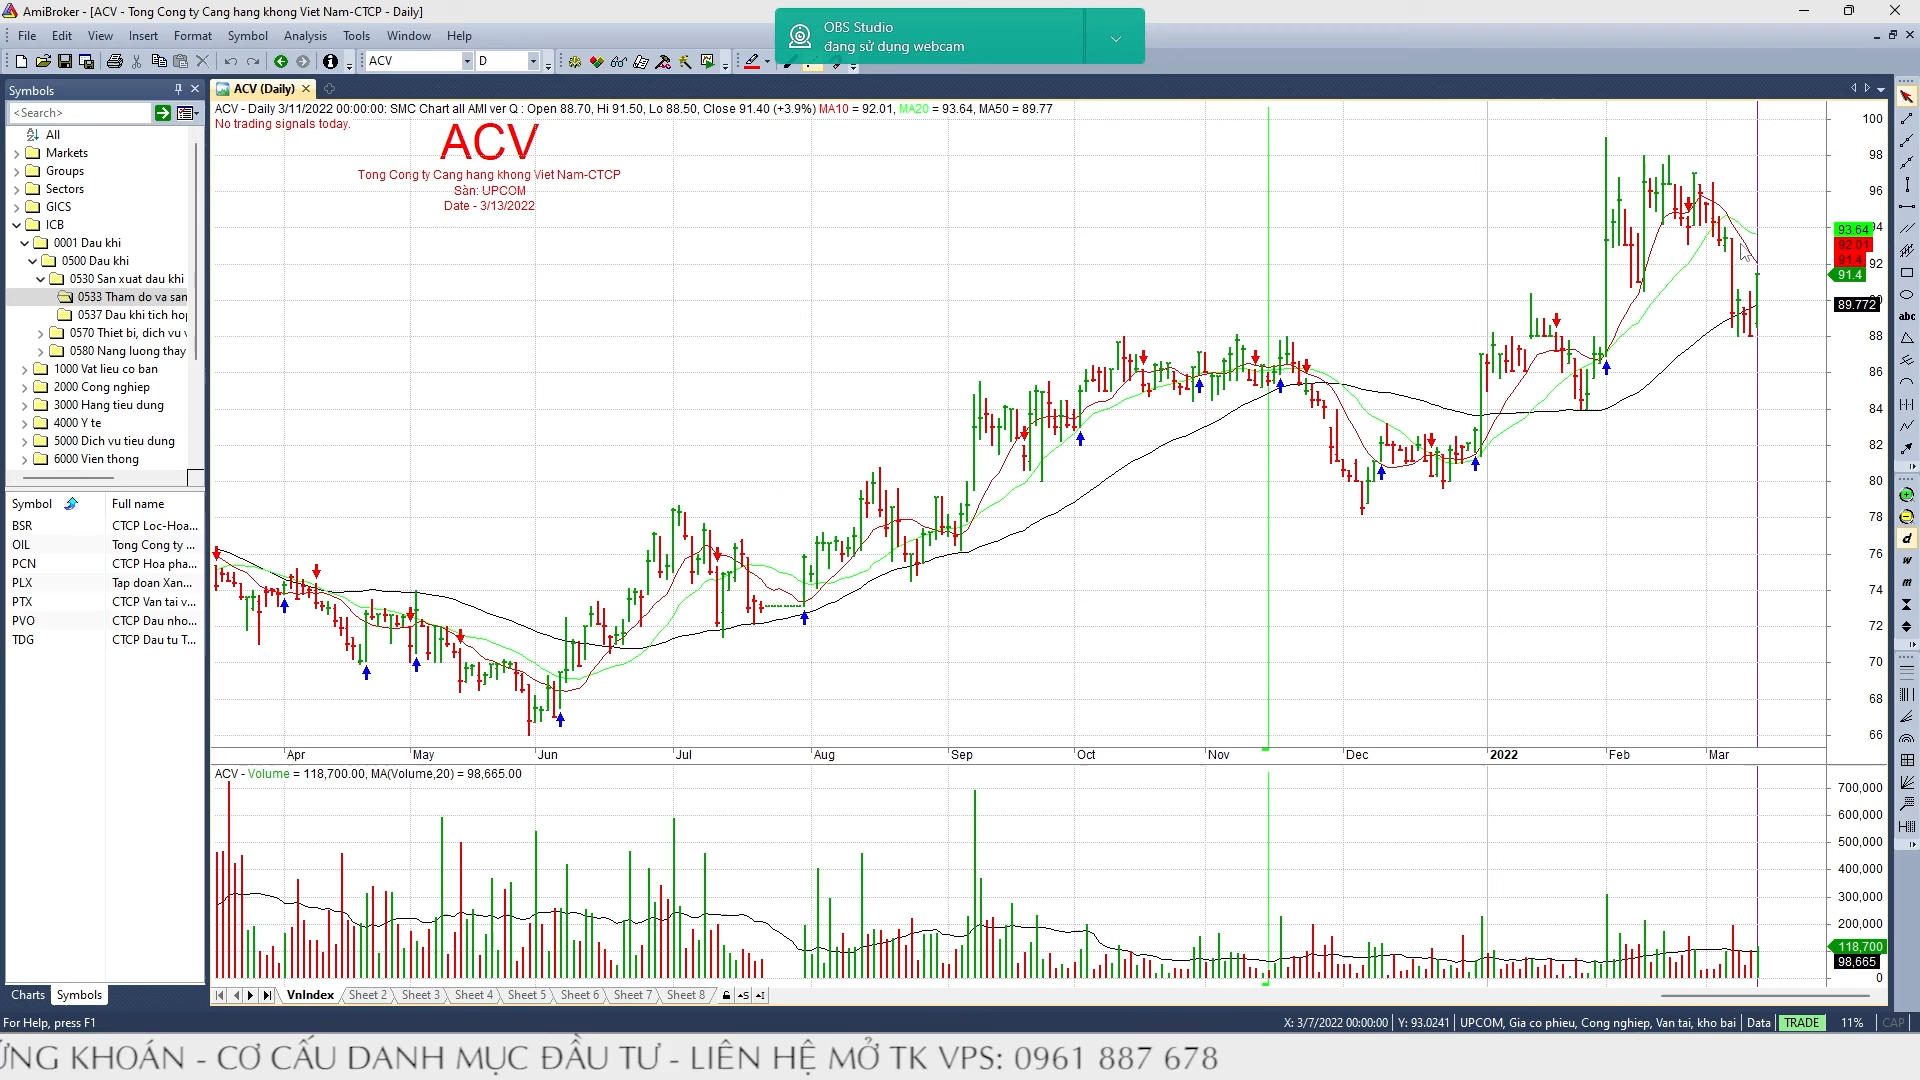 AmiBroker - [ACV - Tong Cong ty Cang hang khong Viet Nam-CTCP - Daily]
OBS Studio
đang sử dụng webcam
File Edit View Insert Format Symbol Analysis Tools Window Help
ACV D
Symbols
<Search>
All
Markets
Groups
Sectors
GICS
ICB
0001 Dau khi
0500 Dau khi
0530 San xuat dau khi
0533 Tham do va san
0537 Dau khi tich hop
0570 Thiet bi, dich vu v
0580 Nang luong thay
1000 Vat lieu co ban
2000 Cong nghiep
3000 Hang tieu dung
4000 Y te
5000 Dich vu tieu dung
6000 Vien thong
Symbol Full name
BSR CTCP Loc-Hoa...
OIL Tong Cong ty ...
PCN CTCP Hoa pha...
PLX Tap doan Xan...
PTX CTCP Van tai v...
PVO CTCP Dau nho...
TDG CTCP Dau tu T...
Charts Symbols
ACV (Daily)
ACV - Daily 3/11/2022 00:00:00: SMC Chart all AMI ver Q : Open 88.70, Hi 91.50, Lo 88.50, Close 91.40 (+3.9%) MA10 = 92.01, MA20 = 93.64, MA50 = 89.77
No trading signals today.
ACV
Tong Cong ty Cang hang khong Viet Nam-CTCP
Sàn: UPCOM
Date - 3/13/2022
100
98
96
94
93.64
92.01
91.4
92
91.4
90
89.772
88
86
84
82
80
78
76
74
72
70
68
66
Apr May Jun Jul Aug Sep Oct Nov Dec 2022 Feb Mar
ACV - Volume = 118,700.00, MA(Volume,20) = 98,665.00
700,000
600,000
500,000
400,000
300,000
200,000
118,700
98,665
0
VnIndex Sheet 2 Sheet 3 Sheet 4 Sheet 5 Sheet 6 Sheet 7 Sheet 8
abc
d
w
m
For Help, press F1
X: 3/7/2022 00:00:00 Y: 93.0241 UPCOM, Gia co phieu, Cong nghiep, Van tai, kho bai Data TRADE 11% CAP
ỨNG KHOÁN - CƠ CẤU DANH MỤC ĐẦU TƯ - LIÊN HỆ MỞ TK VPS: 0961 887 678